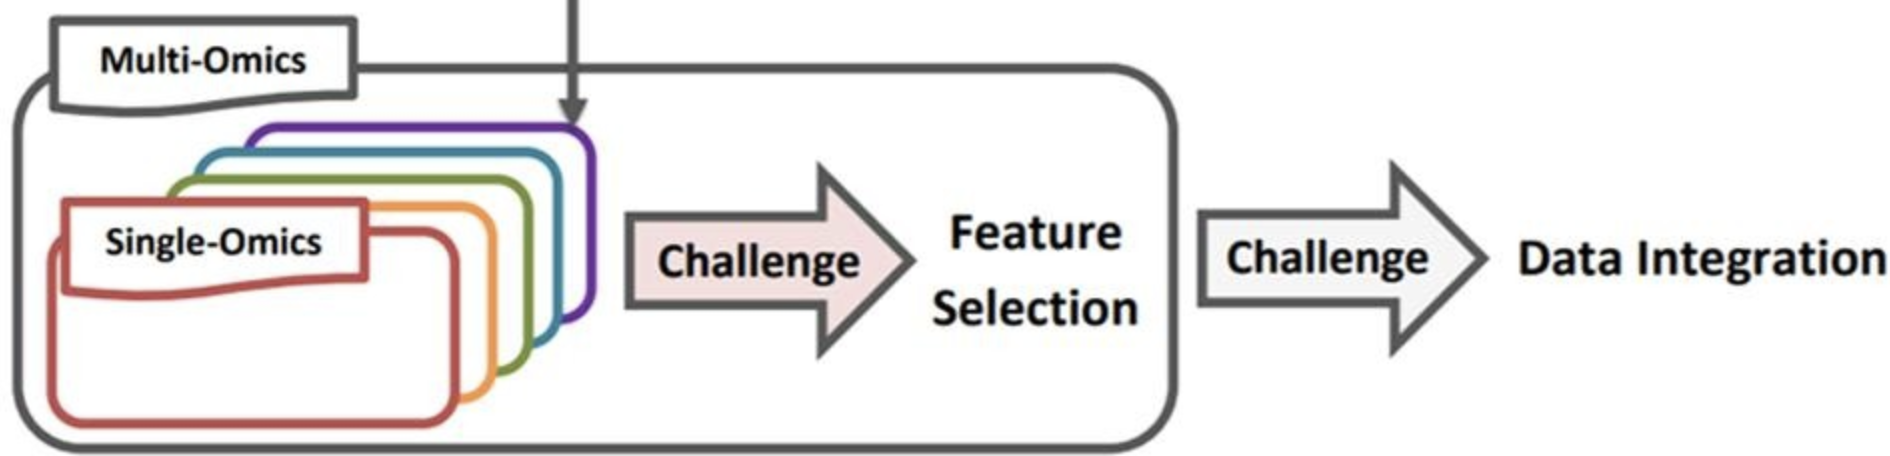 Multi-Omics
Single-Omics
Challenge
Feature
Selection
Challenge
Data Integration